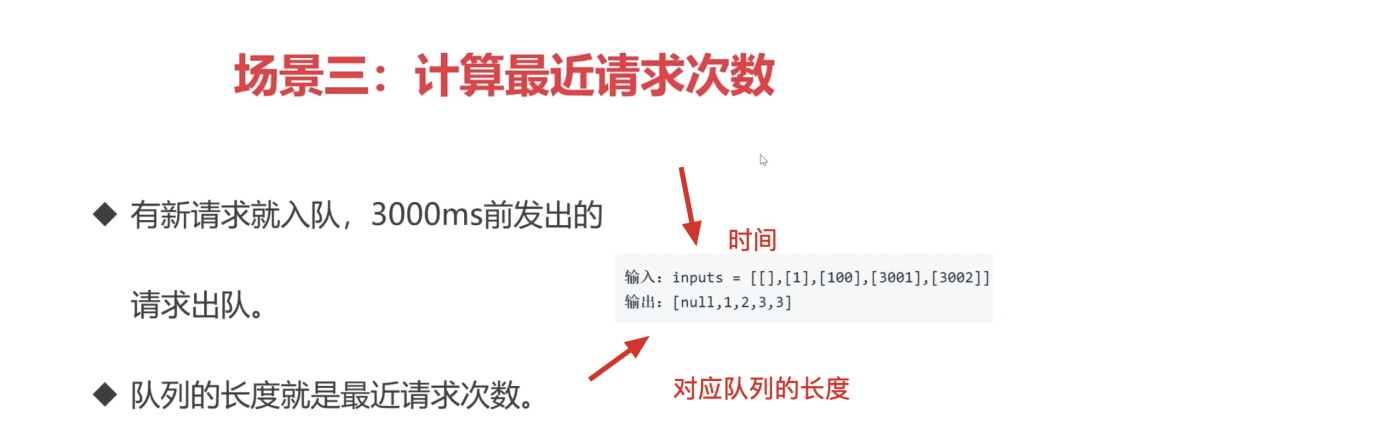 场景三：计算最近请求次数
◆ 有新请求就入队，3000ms前发出的
请求出队。
时间
输入：inputs = [[],[1],[100],[3001],[3002]]
输出：[null,1,2,3,3]
◆ 队列的长度就是最近请求次数。
对应队列的长度